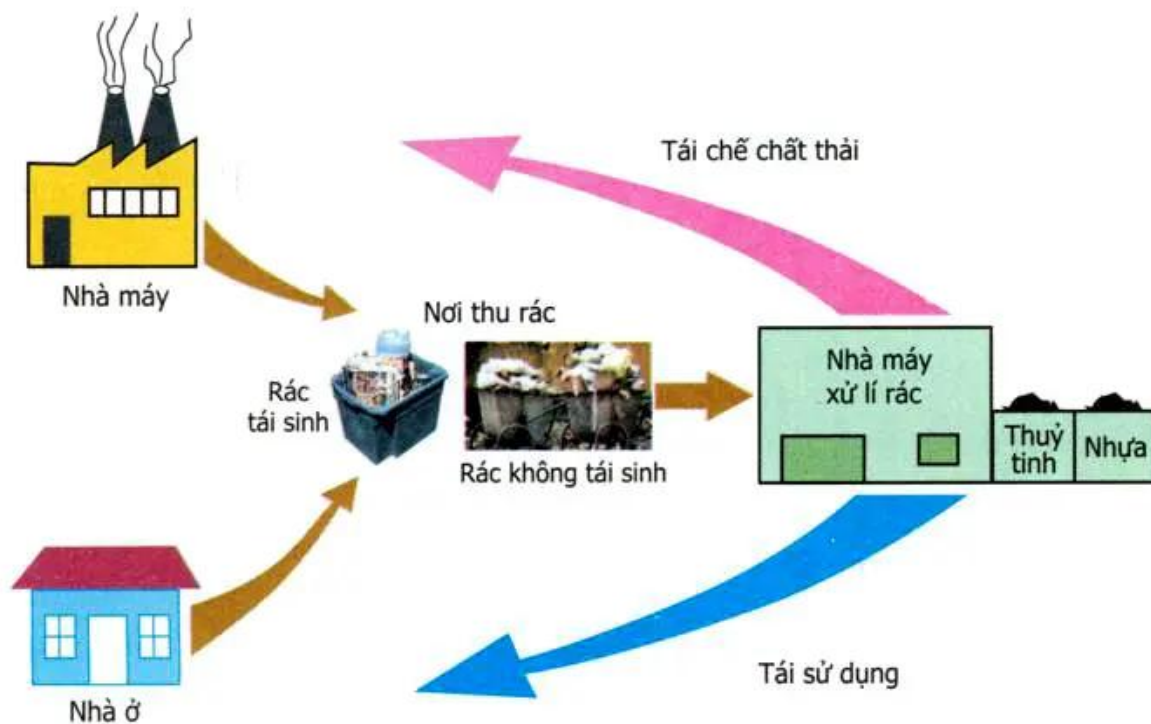 Tái chế chất thải
Nhà máy
Nơi thu rác
Rác
tái sinh
Rác không tái sinh
Nhà máy
xử lí rác
Thuỷ
tinh
Nhựa
Tái sử dụng
Nhà ở